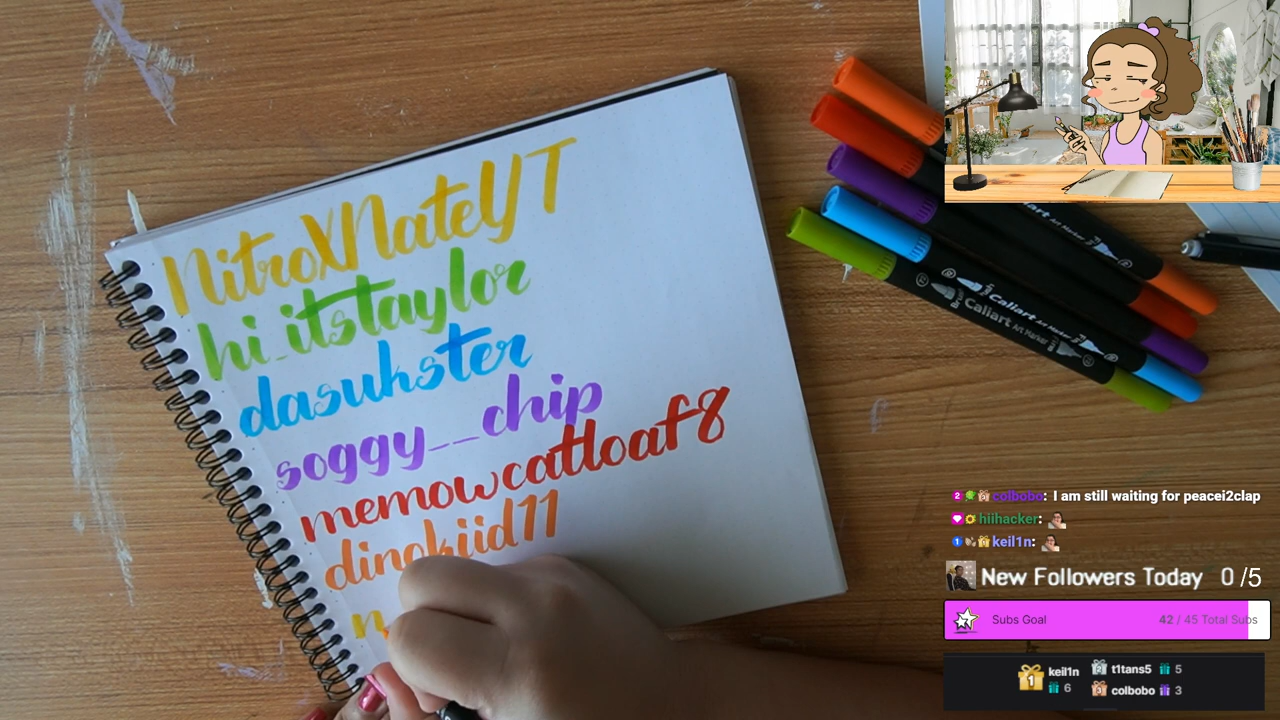 NitroXNateYT
hi_itstaylor
dasukster
soggy__chip
memowcatloaf8
dinokiid11
n
Caliart Art Marker
Caliart Art Marker
colbobo: I am still waiting for peacei2clap
hiihacker:
keil1n:
New Followers Today 0 /5
Subs Goal 42 / 45 Total Subs
1 keil1n 6
t1tans5 5
colbobo 3